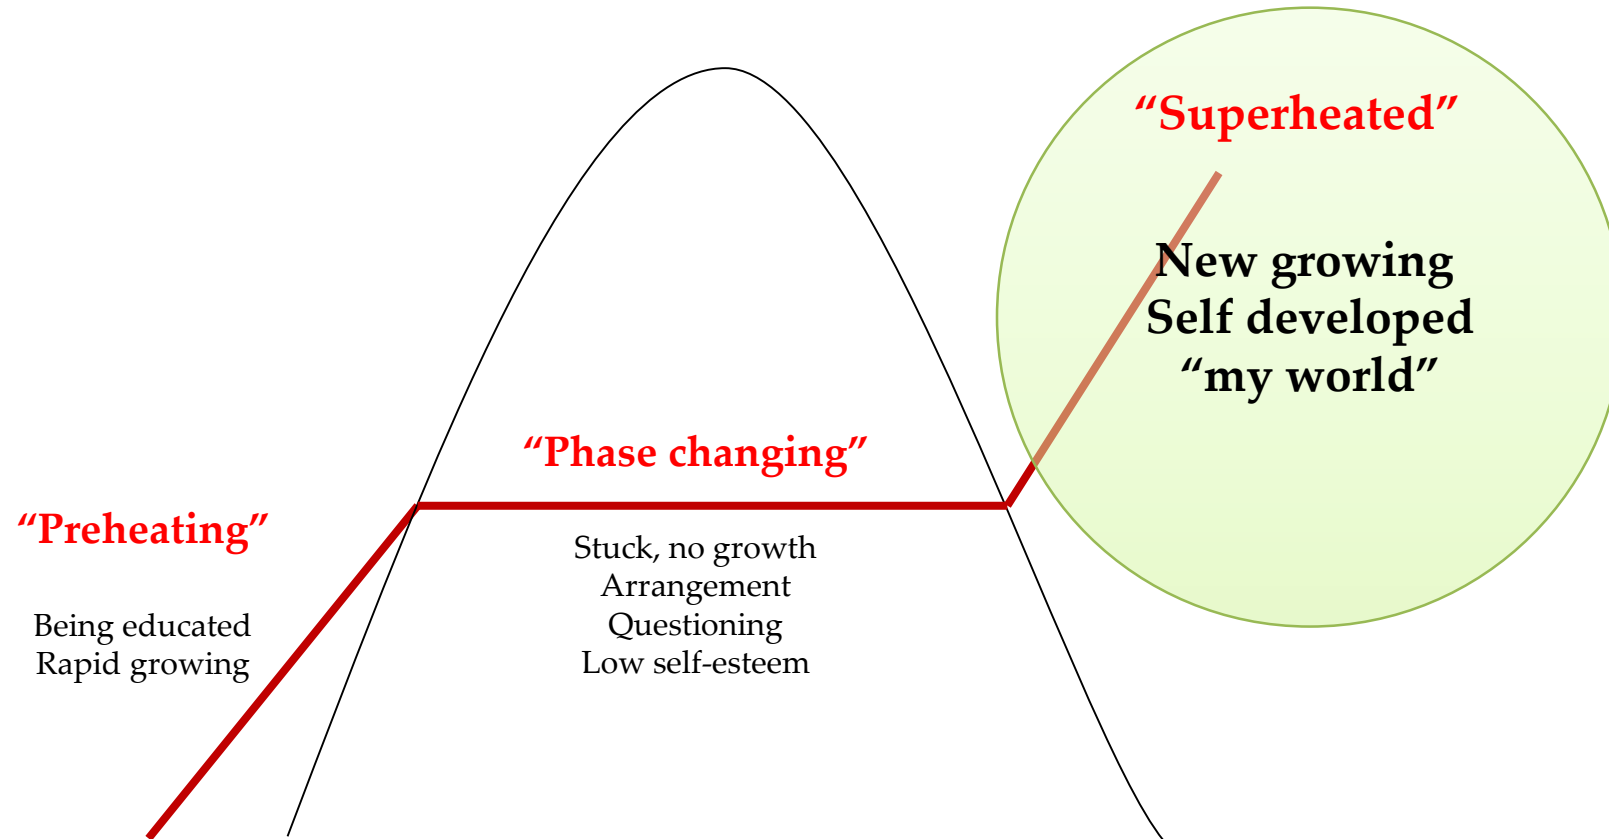 “Preheating”
Being educated
Rapid growing
“Phase changing”
Stuck, no growth
Arrangement
Questioning
Low self-esteem
“Superheated”
New growing
Self developed
“my world”